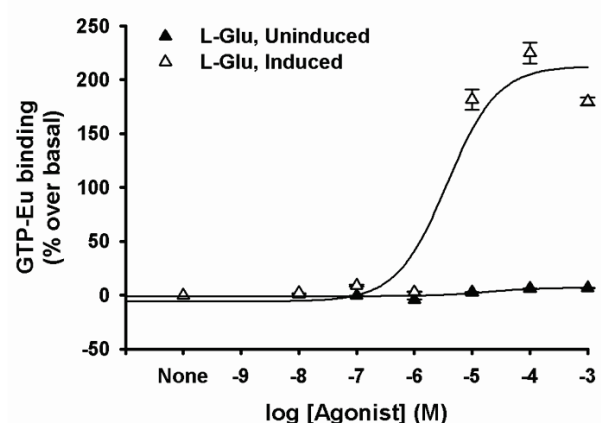 L-Glu, Uninduced
L-Glu, Induced
GTP-Eu binding
(% over basal)
250
200
150
100
50
0
-50
None -9 -8 -7 -6 -5 -4 -3
log [Agonist] (M)